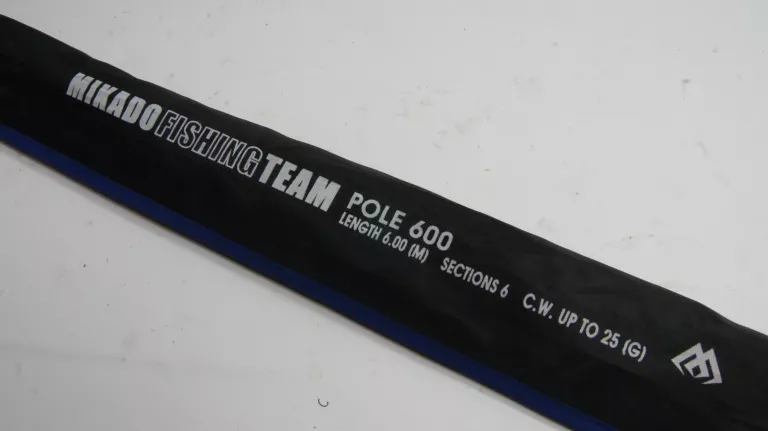 MIKADO FISHING TEAM POLE 600
LENGTH 6.00 (M) SECTIONS 6 C.W. UP TO 25 (G)